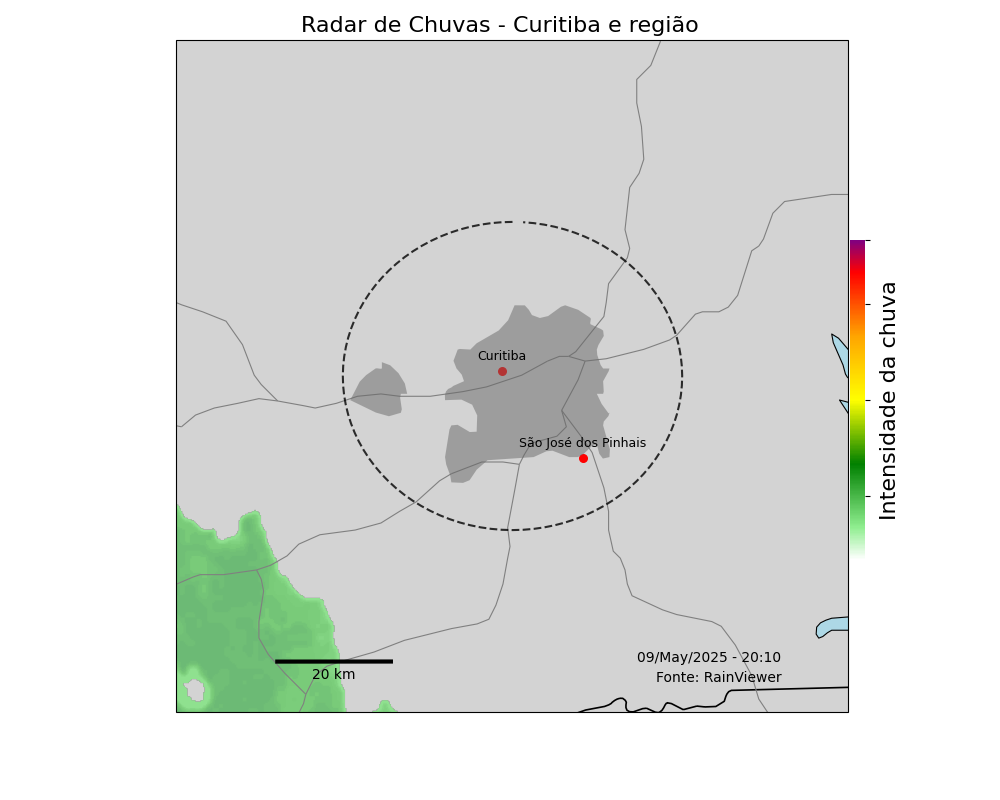 Radar de Chuvas - Curitiba e região
Curitiba
São José dos Pinhais
Intensidade da chuva
20 km
09/May/2025 - 20:10
Fonte: RainViewer